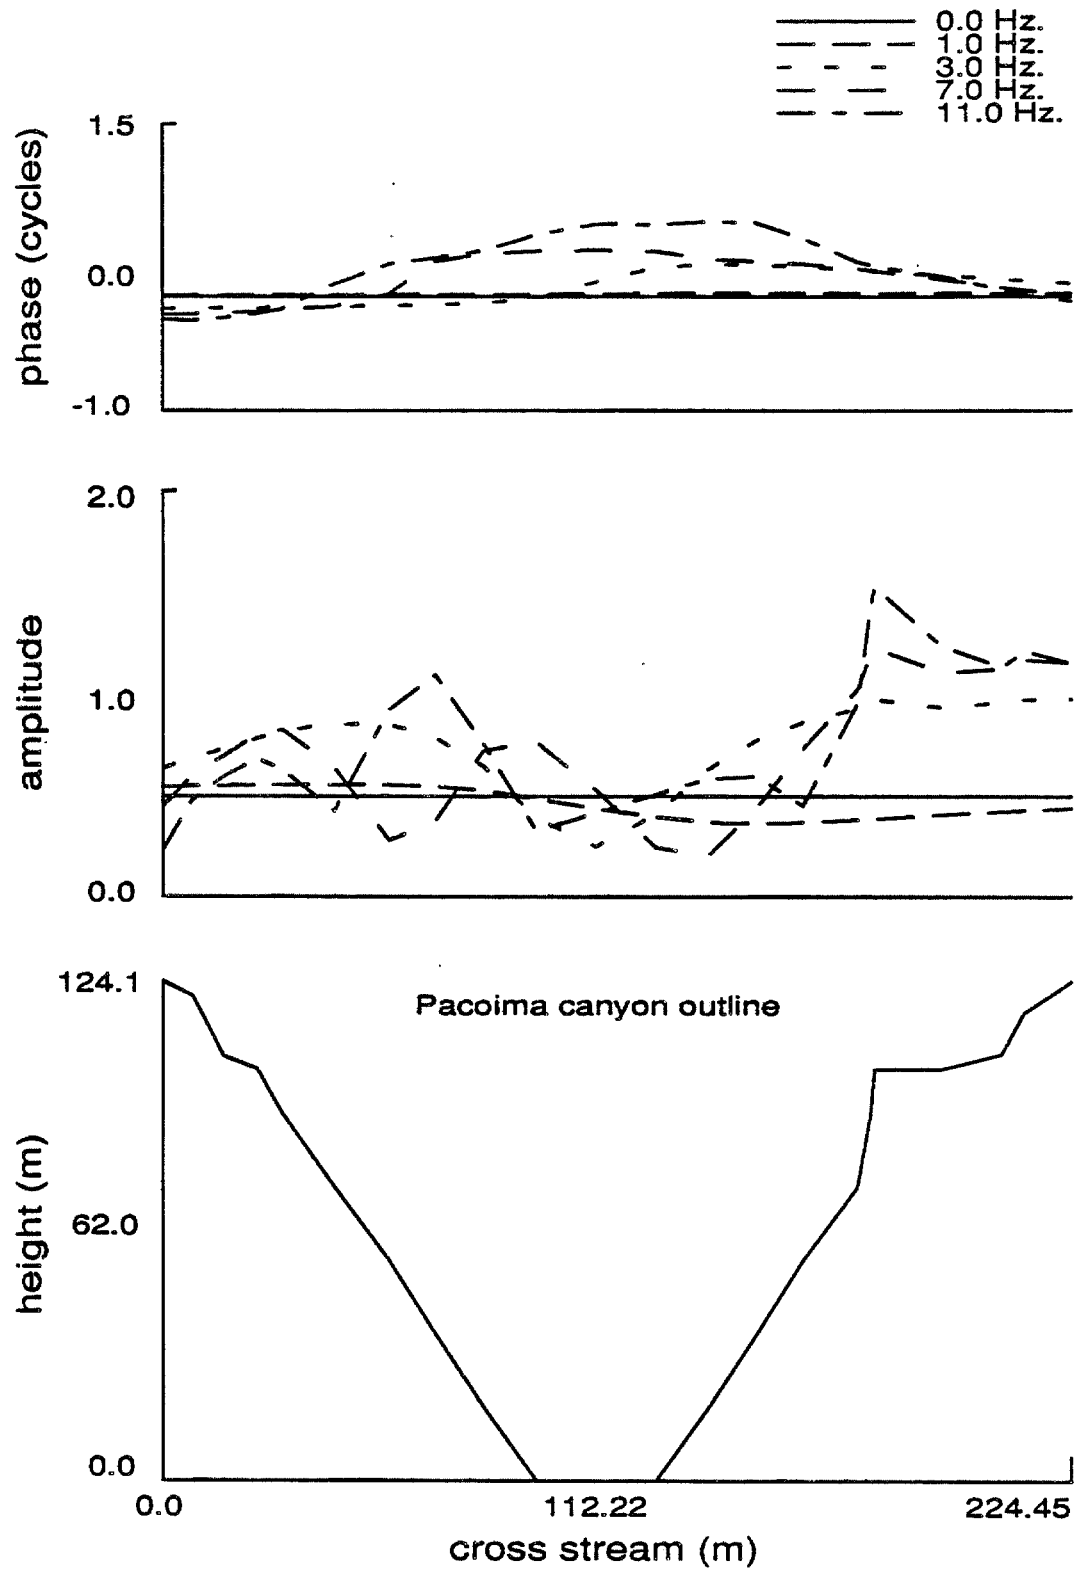 0.0 Hz.
1.0 Hz.
3.0 Hz.
7.0 Hz.
11.0 Hz.
1.5
0.0
-1.0
phase (cycles)
2.0
1.0
0.0
amplitude
Pacoima canyon outline
124.1
62.0
0.0
height (m)
0.0
112.22
224.45
cross stream (m)